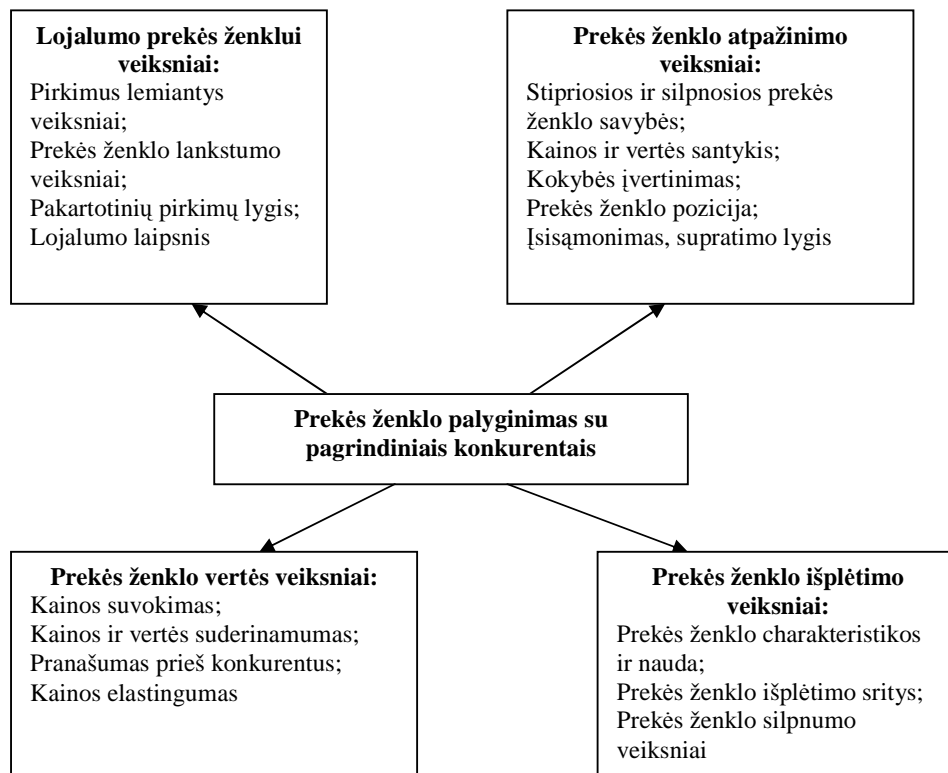 Lojalumo prekės ženklui
veiksniai:
Pirkimus lemiantys
veiksniai;
Prekės ženklo lankstumo
veiksniai;
Pakartotinių pirkimų lygis;
Lojalumo laipsnis
Prekės ženklo atpažinimo
veiksniai:
Stipriosios ir silpnosios prekės
ženklo savybės;
Kainos ir vertės santykis;
Kokybės įvertinimas;
Prekės ženklo pozicija;
Įsisąmonimas, supratimo lygis
Prekės ženklo palyginimas su
pagrindiniais konkurentais
Prekės ženklo vertės veiksniai:
Kainos suvokimas;
Kainos ir vertės suderinamumas;
Pranašumas prieš konkurentus;
Kainos elastingumas
Prekės ženklo išplėtimo
veiksniai:
Prekės ženklo charakteristikos
ir nauda;
Prekės ženklo išplėtimo sritys;
Prekės ženklo silpnumo
veiksniai